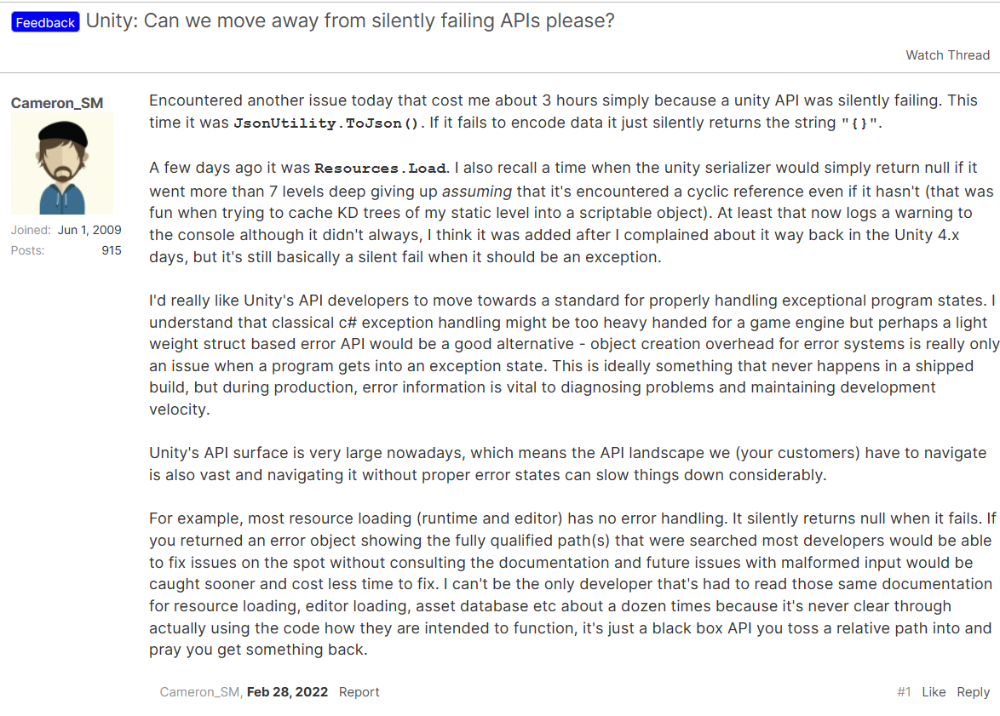 Feedback Unity: Can we move away from silently failing APIs please?
Watch Thread
Cameron_SM
Joined: Jun 1, 2009
Posts: 915
Encountered another issue today that cost me about 3 hours simply because a unity API was silently failing. This
time it was JsonUtility.ToJson(). If it fails to encode data it just silently returns the string "{}".
A few days ago it was Resources.Load. I also recall a time when the unity serializer would simply return null if it
went more than 7 levels deep giving up assuming that it's encountered a cyclic reference even if it hasn't (that was
fun when trying to cache KD trees of my static level into a scriptable object). At least that now logs a warning to
the console although it didn't always, I think it was added after I complained about it way back in the Unity 4.x
days, but it's still basically a silent fail when it should be an exception.
I'd really like Unity's API developers to move towards a standard for properly handling exceptional program states. I
understand that classical c# exception handling might be too heavy handed for a game engine but perhaps a light
weight struct based error API would be a good alternative - object creation overhead for error systems is really only
an issue when a program gets into an exception state. This is ideally something that never happens in a shipped
build, but during production, error information is vital to diagnosing problems and maintaining development
velocity.
Unity's API surface is very large nowadays, which means the API landscape we (your customers) have to navigate
is also vast and navigating it without proper error states can slow things down considerably.
For example, most resource loading (runtime and editor) has no error handling. It silently returns null when it fails. If
you returned an error object showing the fully qualified path(s) that were searched most developers would be able
to fix issues on the spot without consulting the documentation and future issues with malformed input would be
caught sooner and cost less time to fix. I can't be the only developer that's had to read those same documentation
for resource loading, editor loading, asset database etc about a dozen times because it's never clear through
actually using the code how they are intended to function, it's just a black box API you toss a relative path into and
pray you get something back.
Cameron_SM, Feb 28, 2022 Report #1 Like Reply